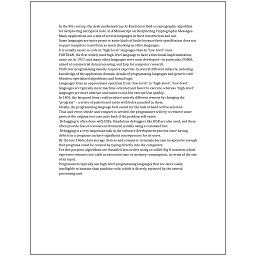 In the 9th century, the Arab mathematician Al-Kindi described a cryptographic algorithm
for deciphering encrypted code, in A Manuscript on Deciphering Cryptographic Messages.
Many applications use a mix of several languages in their construction and use.
Some languages are more prone to some kinds of faults because their specification does not
require compilers to perform as much checking as other languages.
It is usually easier to code in "high-level" languages than in "low-level" ones.
FORTRAN, the first widely used high-level language to have a functional implementation,
came out in 1957, and many other languages were soon developed—in particular, COBOL
aimed at commercial data processing, and Lisp for computer research.
Proficient programming usually requires expertise in several different subjects, including
knowledge of the application domain, details of programming languages and generic code
libraries, specialized algorithms, and formal logic.
Languages form an approximate spectrum from "low-level" to "high-level"; "low-level"
languages are typically more machine-oriented and faster to execute, whereas "high-level"
languages are more abstract and easier to use but execute less quickly.
In 1801, the Jacquard loom could produce entirely different weaves by changing the
"program" – a series of pasteboard cards with holes punched in them.
Ideally, the programming language best suited for the task at hand will be selected.
Trial-and-error/divide-and-conquer is needed: the programmer will try to remove some
parts of the original test case and check if the problem still exists.
Debugging is often done with IDEs. Standalone debuggers like GDB are also used, and these
often provide less of a visual environment, usually using a command line.
Debugging is a very important task in the software development process since having
defects in a program can have significant consequences for its users.
By the late 1960s, data storage devices and computer terminals became inexpensive enough
that programs could be created by typing directly into the computers.
For this purpose, algorithms are classified into orders using so-called Big O notation, which
expresses resource use, such as execution time or memory consumption, in terms of the size
of an input.
Programmers typically use high-level programming languages that are more easily
intelligible to humans than machine code, which is directly executed by the central
processing unit.